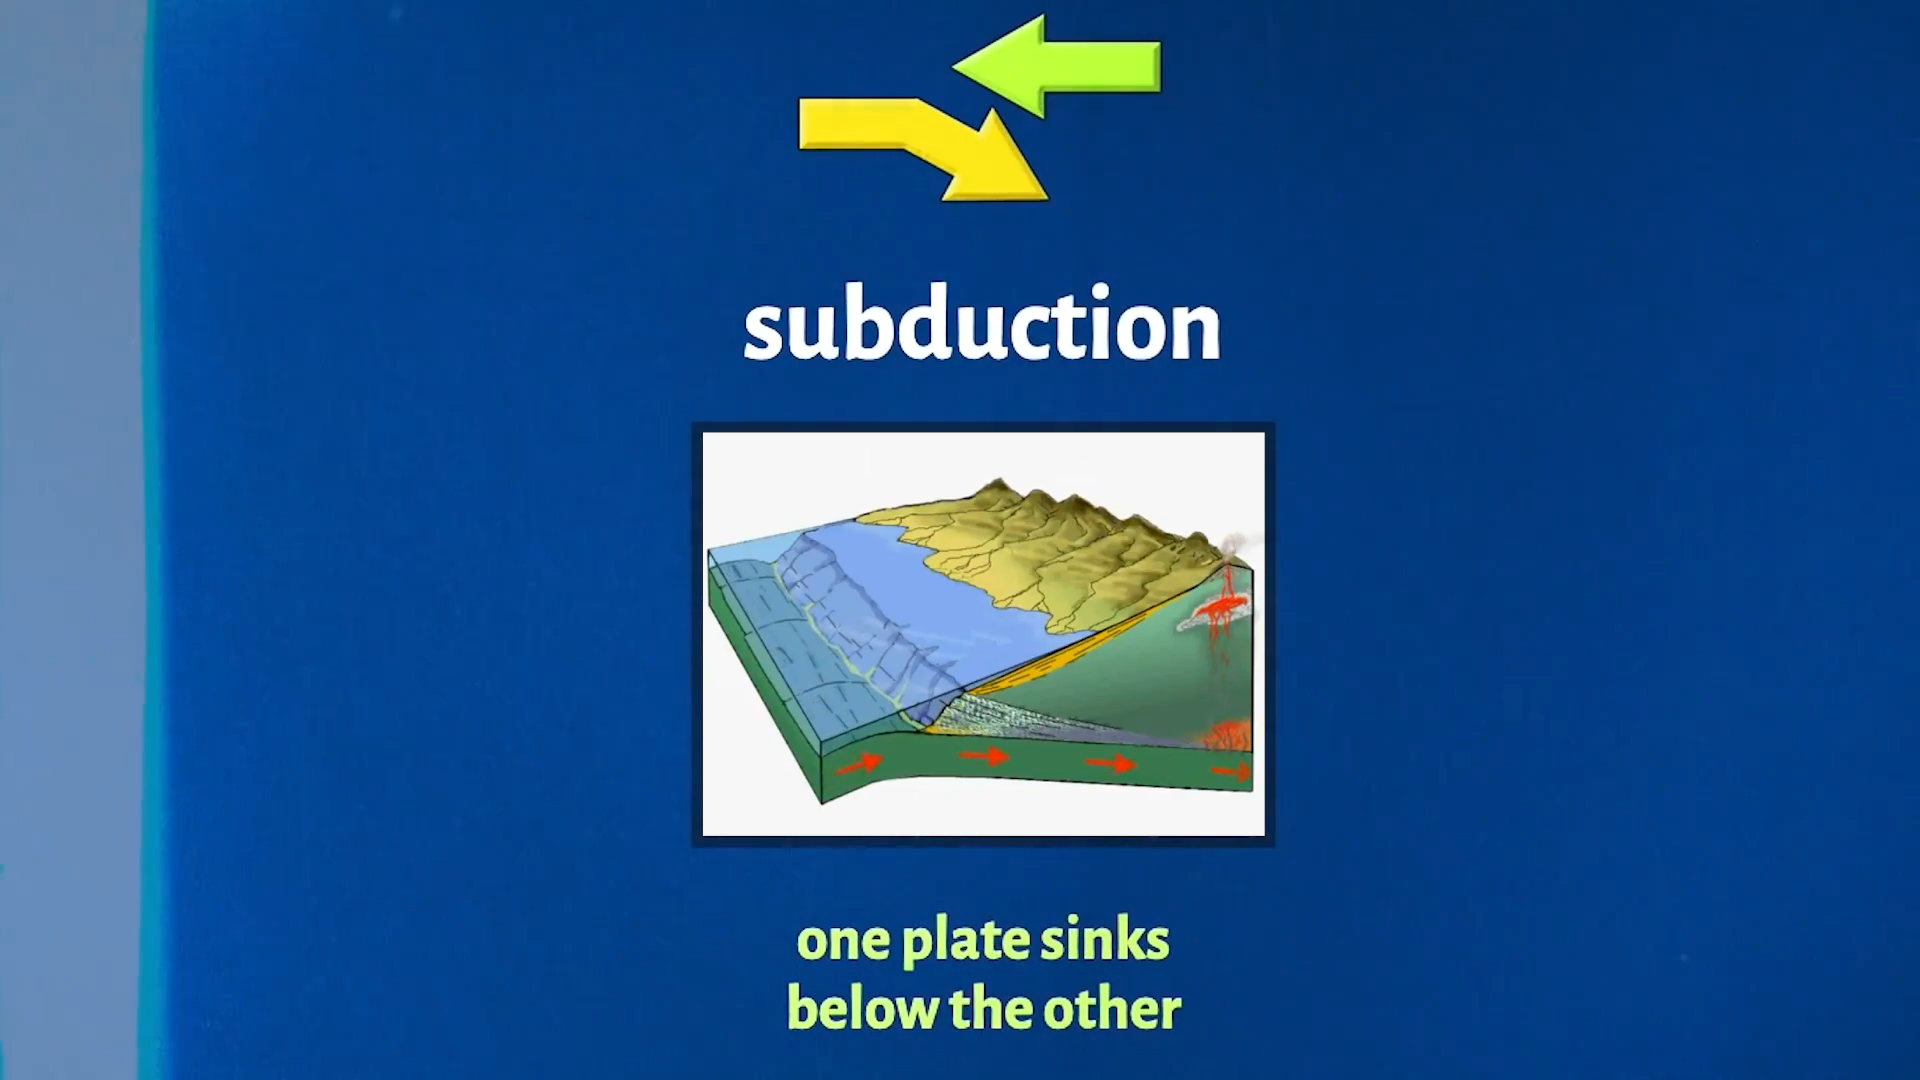 subduction
one plate sinks
below the other